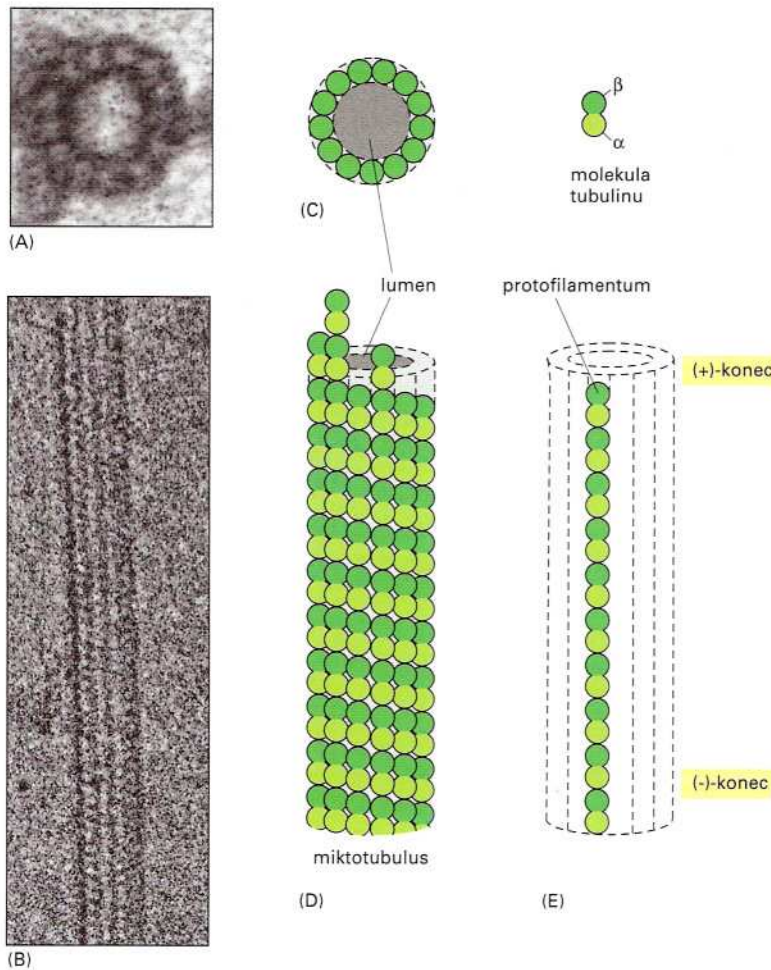 (A)
(C)
β
α
molekula
tubulinu
lumen
protofilamentum
(+)-konec
(-)-konec
miktotubulus
(D)
(E)
(B)